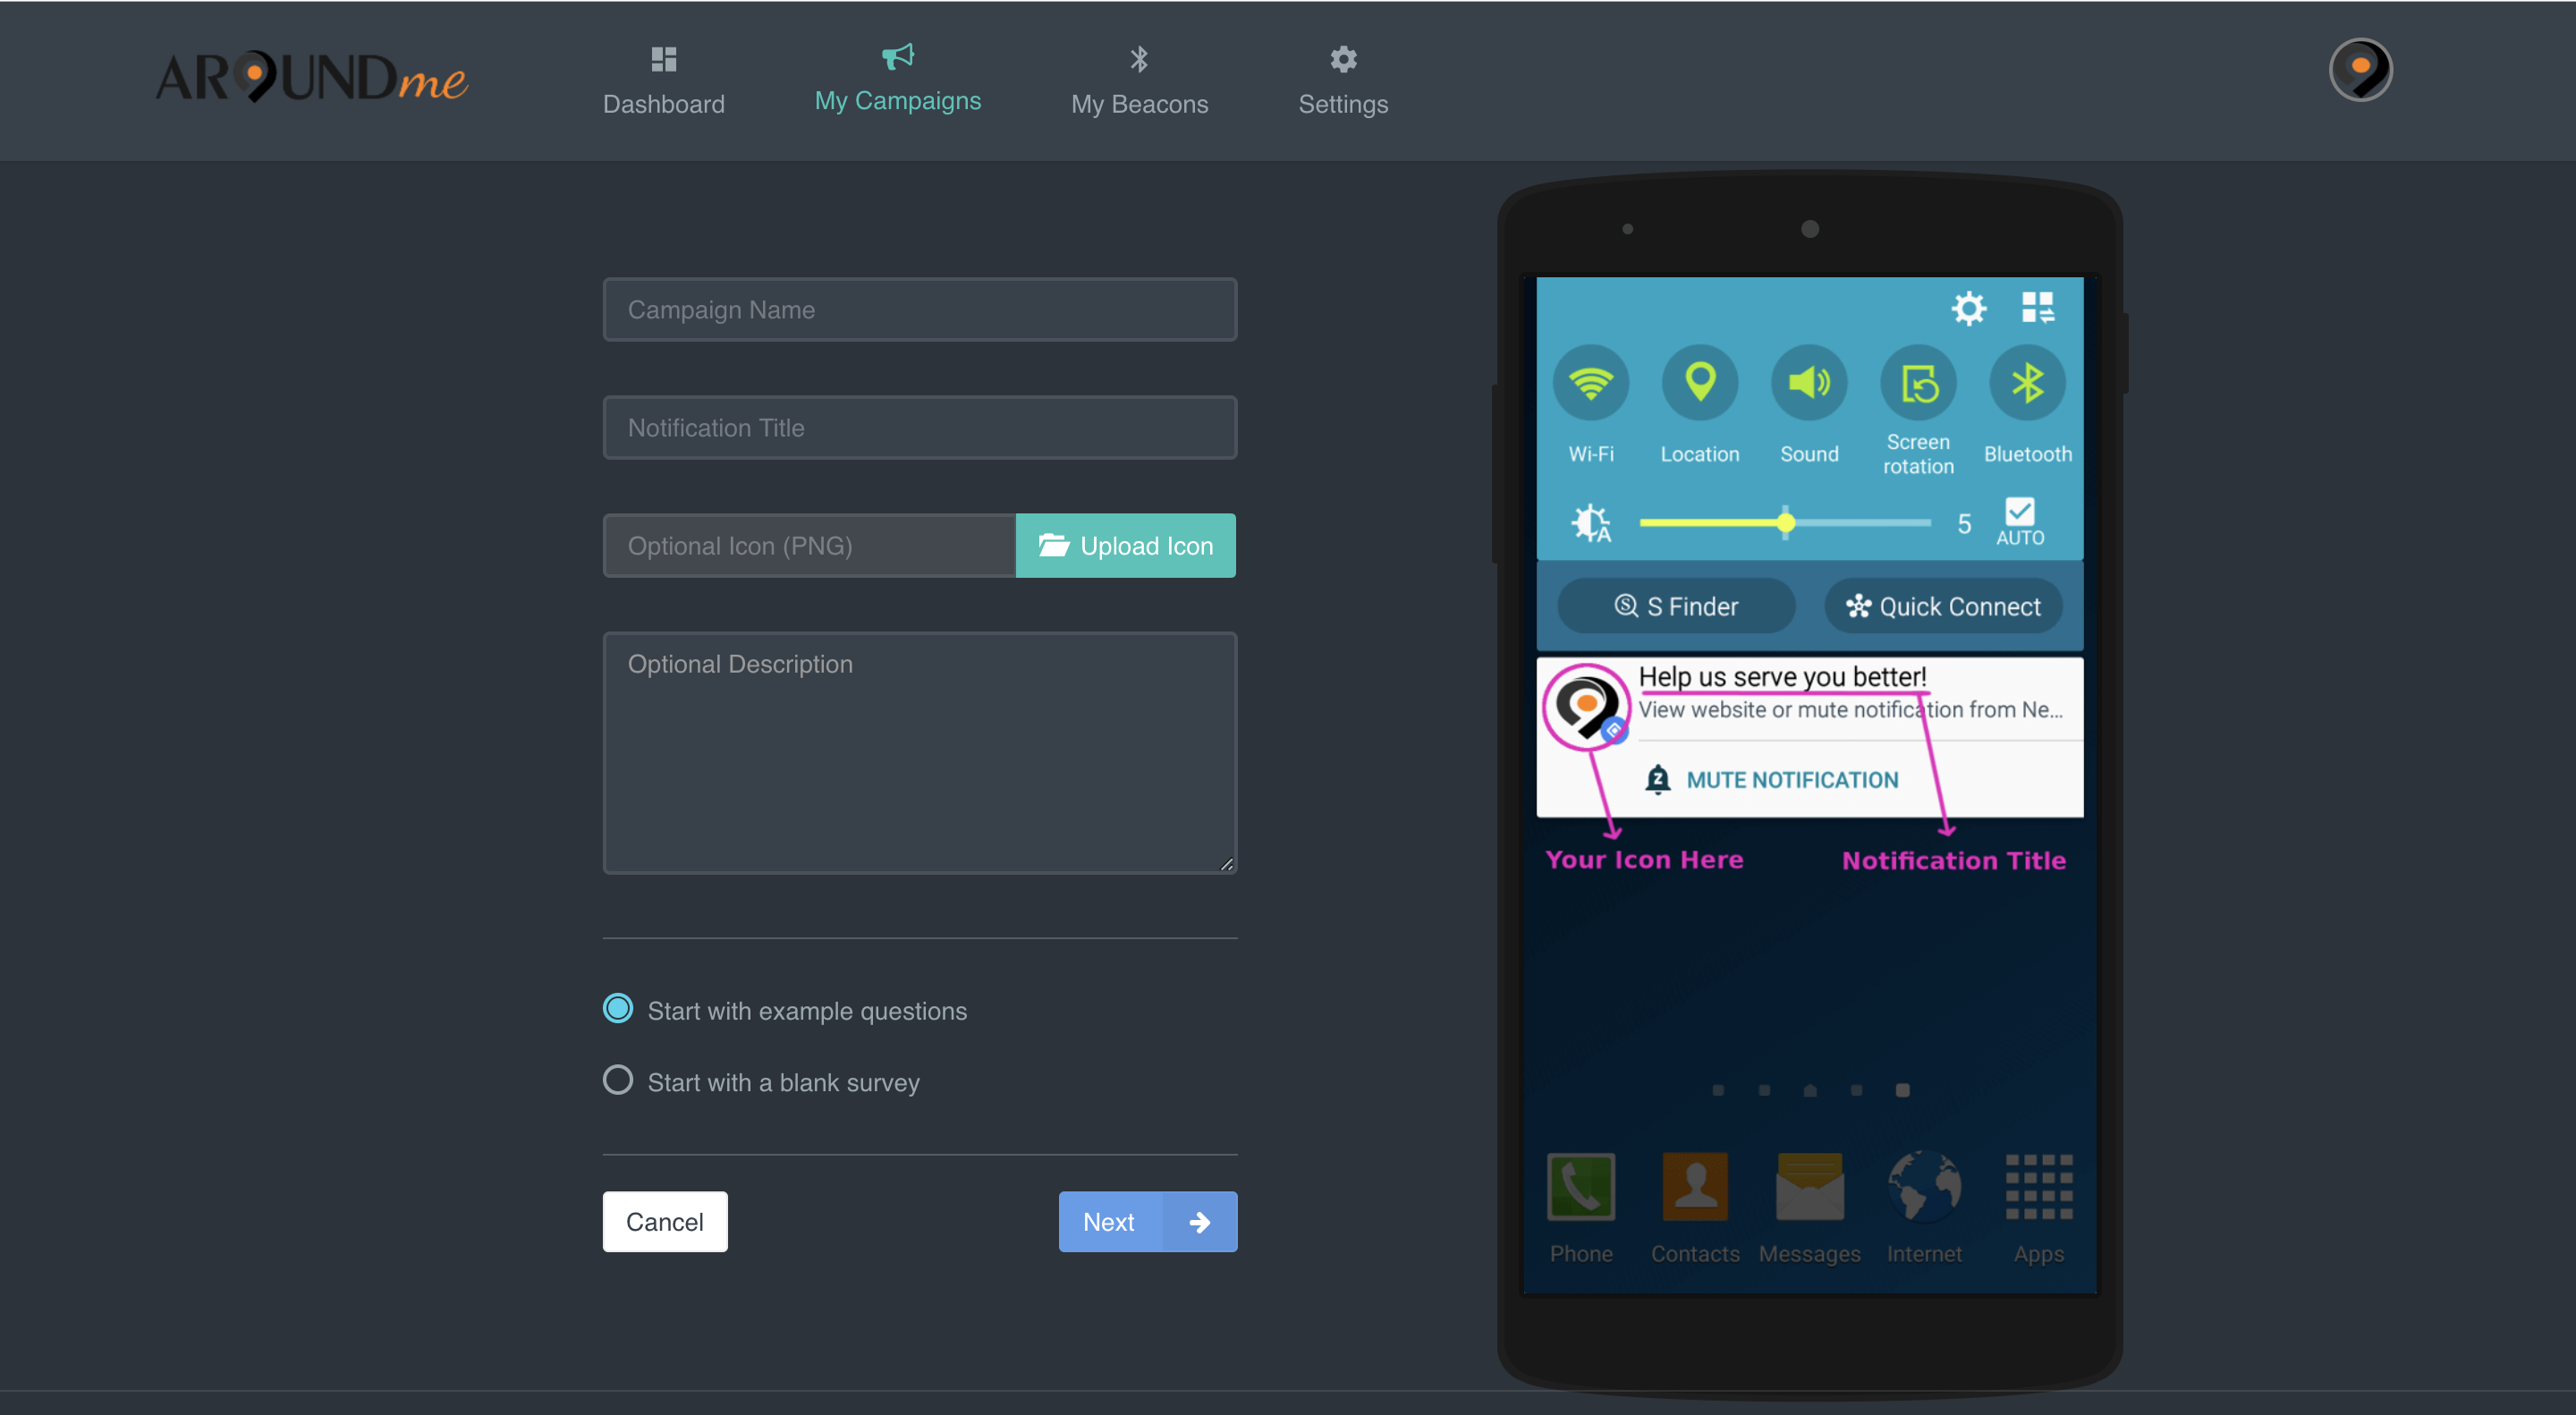 AROUNDme
Dashboard
My Campaigns
My Beacons
Settings
Campaign Name
Notification Title
Optional Icon (PNG)
Upload Icon
Optional Description
Start with example questions
Start with a blank survey
Cancel
Next
Wi-Fi
Location
Sound
Screen
rotation
Bluetooth
A
5
AUTO
S Finder
Quick Connect
Help us serve you better!
View website or mute notification from Ne...
Z
MUTE NOTIFICATION
Your Icon Here
Notification Title
Phone
Contacts
Messages
Internet
Apps